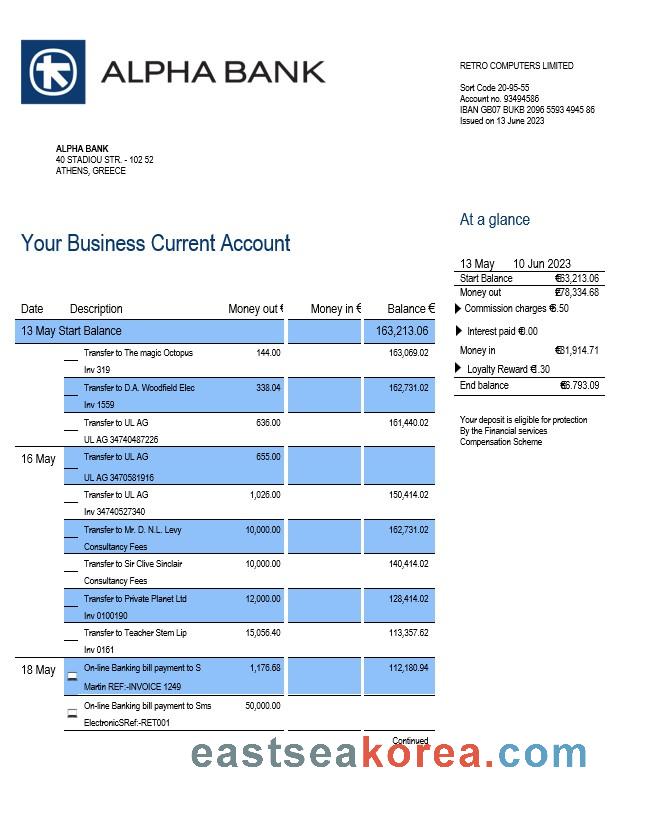 ALPHA BANK
RETRO COMPUTERS LIMITED
Sort Code 20-95-55
Account no. 93494586
IBAN GB07 BUKB 2096 5593 4945 86
Issued on 13 June 2023
ALPHA BANK
40 STADIOU STR. - 102 52
ATHENS, GREECE
At a glance
13 May 10 Jun 2023
Start Balance €63,213.06
Money out £78,334.68
Commission charges €6.50
Interest paid €0.00
Money in €31,914.71
Loyalty Reward €1.30
End balance €6.793.09
Your deposit is eligible for protection
By the Financial services
Compensation Scheme
Your Business Current Account
Date Description Money out € Money in € Balance €
13 May Start Balance 163,213.06
Transfer to The magic Octopus 144.00 163,069.02
Inv 319
Transfer to D.A. Woodfield Elec 338.04 162,731.02
Inv 1559
Transfer to UL AG 636.00 161,440.02
UL AG 34740487226
16 May Transfer to UL AG 655.00
UL AG 3470581916
Transfer to UL AG 1,026.00 150,414.02
Inv 34740527340
Transfer to Mr. D. N.L. Levy 10,000.00 162,731.02
Consultancy Fees
Transfer to Sir Clive Sinclair 10,000.00 140,414.02
Consultancy Fees
Transfer to Private Planet Ltd 12,000.00 128,414.02
Inv 0100190
Transfer to Teacher Stem Lip 15,056.40 113,357.62
Inv 0161
18 May On-line Banking bill payment to S 1,176.68 112,180.94
Martin REF:-INVOICE 1249
On-line Banking bill payment to Sms 50,000.00
ElectronicSRef:-RET001
Continued
eastseakorea.com